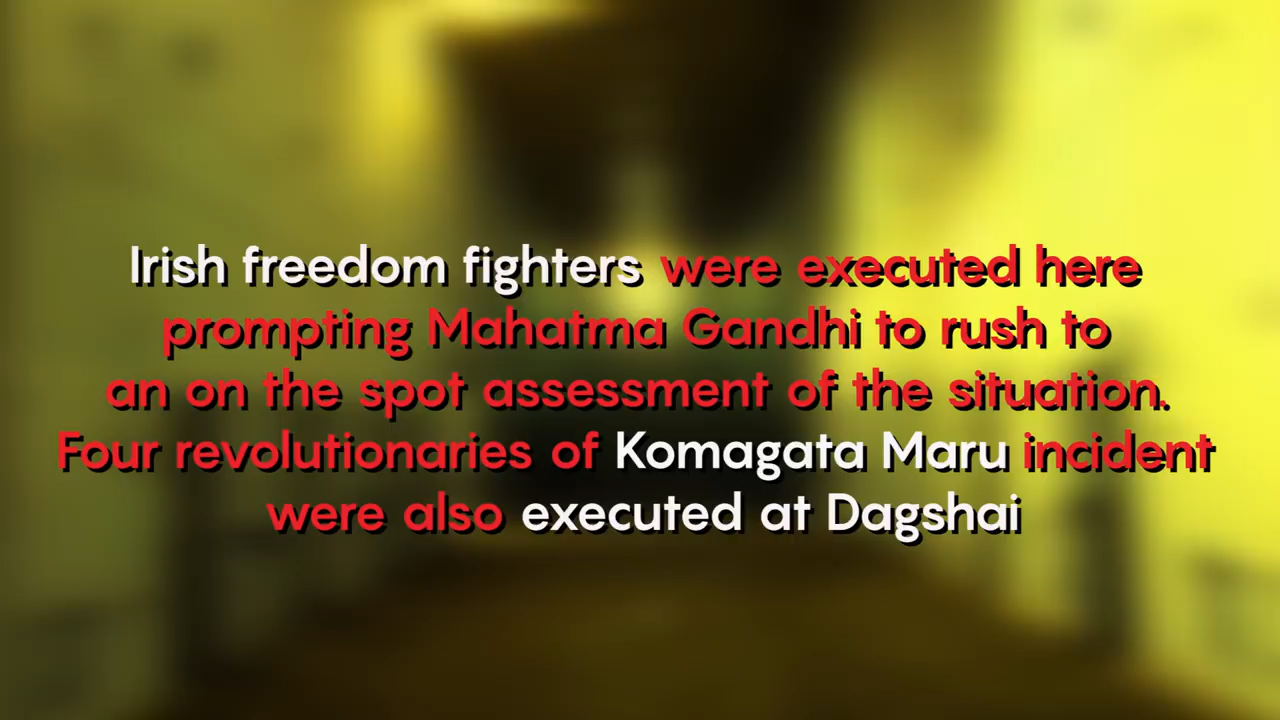 Irish freedom fighters were executed here
prompting Mahatma Gandhi to rush to
an on the spot assessment of the situation.
Four revolutionaries of Komagata Maru incident
were also executed at Dagshai